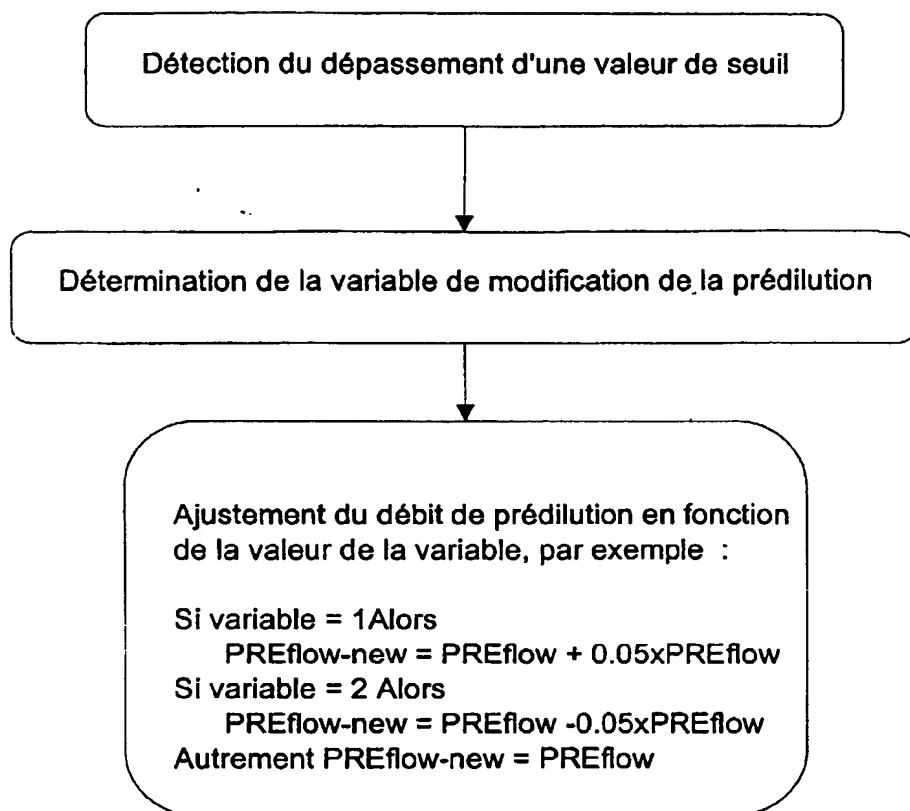 Détection du dépassement d'une valeur de seuil
Détermination de la variable de modification de la prédilution
Ajustement du débit de prédilution en fonction
de la valeur de la variable, par exemple :
Si variable = 1Alors
PREflow-new = PREflow + 0.05xPREflow
Si variable = 2 Alors
PREflow-new = PREflow -0.05xPREflow
Autrement PREflow-new = PREflow